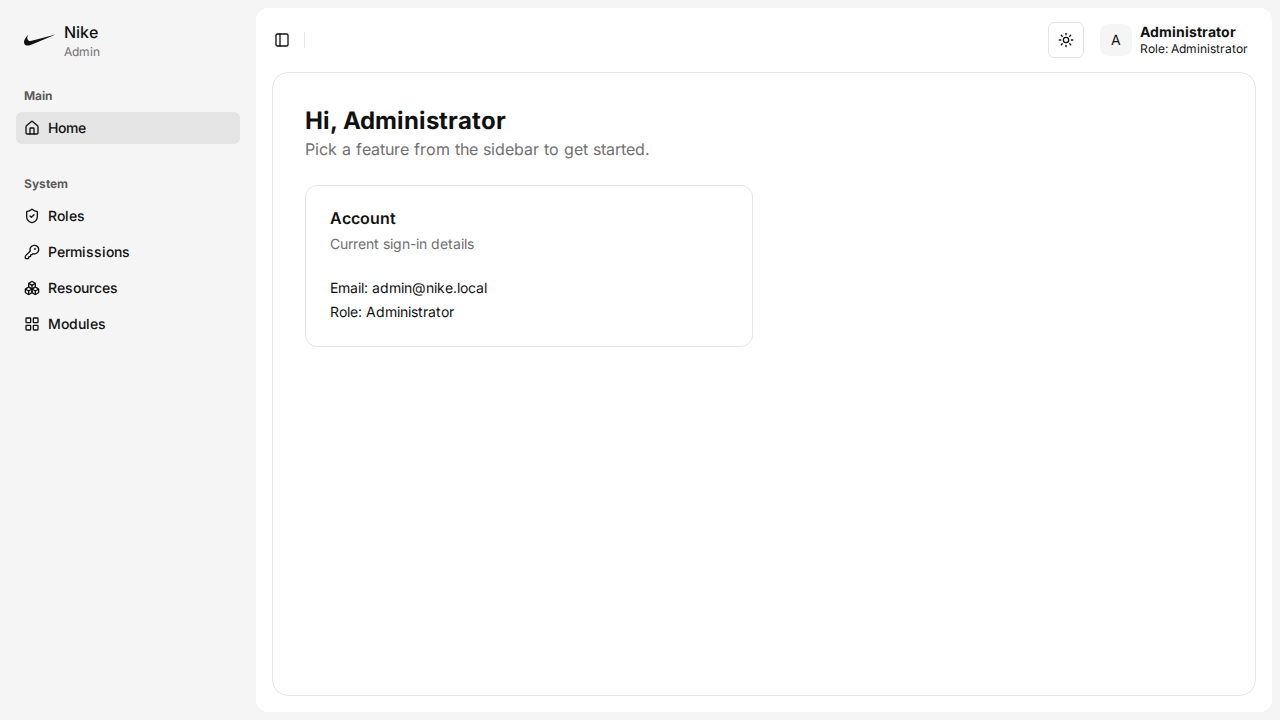 Nike
Admin
Main
Home
System
Roles
Permissions
Resources
Modules
A
Administrator
Role: Administrator
Hi, Administrator
Pick a feature from the sidebar to get started.
Account
Current sign-in details
Email: admin@nike.local
Role: Administrator